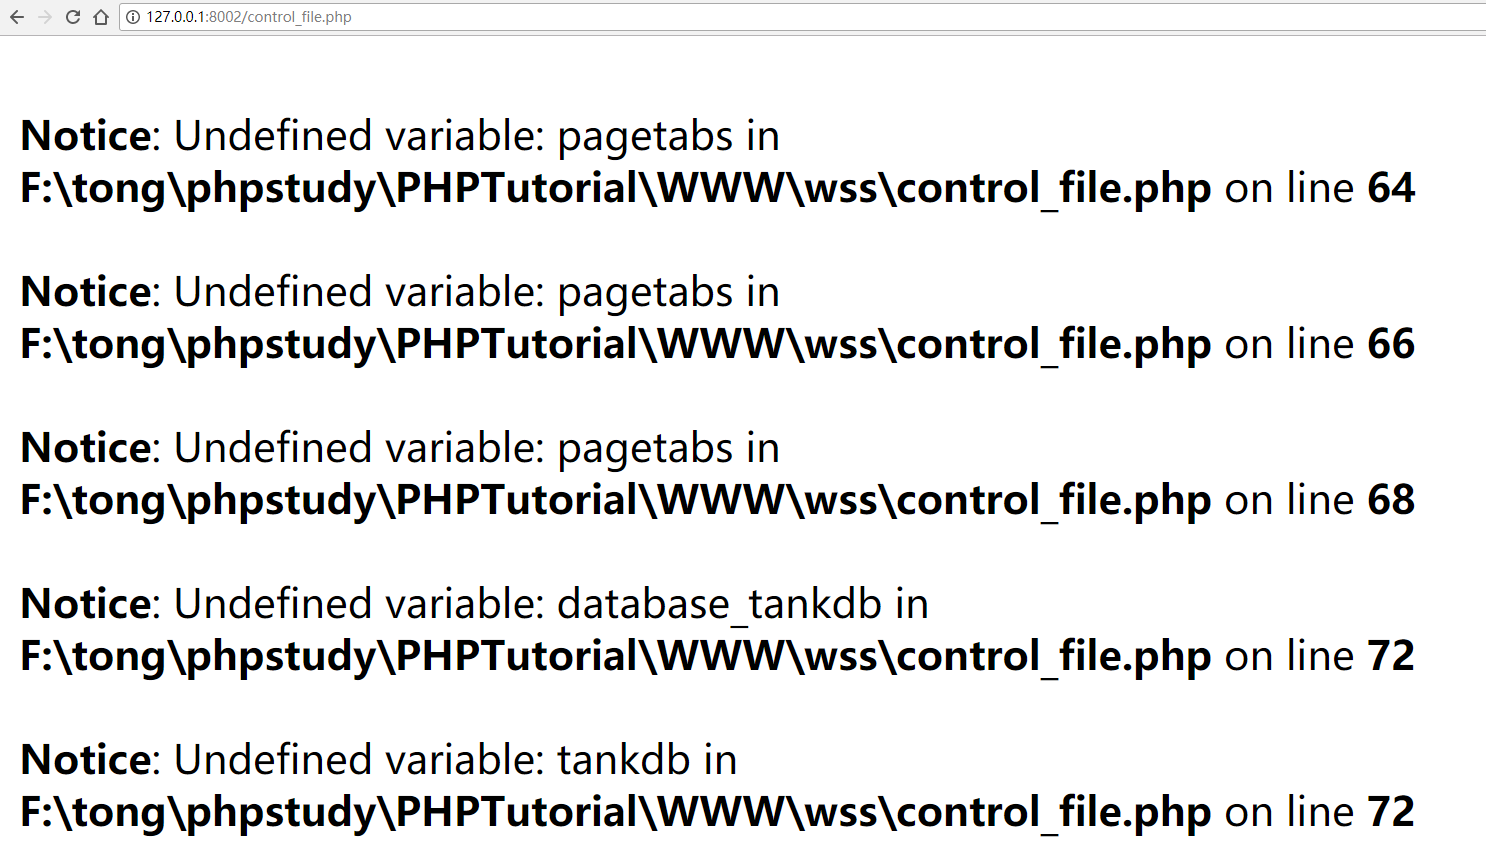 127.0.0.1:8002/control_file.php
Notice: Undefined variable: pagetabs in
F:\tong\phpstudy\PHPTutorial\WWW\wss\control_file.php on line 64
Notice: Undefined variable: pagetabs in
F:\tong\phpstudy\PHPTutorial\WWW\wss\control_file.php on line 66
Notice: Undefined variable: pagetabs in
F:\tong\phpstudy\PHPTutorial\WWW\wss\control_file.php on line 68
Notice: Undefined variable: database_tankdb in
F:\tong\phpstudy\PHPTutorial\WWW\wss\control_file.php on line 72
Notice: Undefined variable: tankdb in
F:\tong\phpstudy\PHPTutorial\WWW\wss\control_file.php on line 72